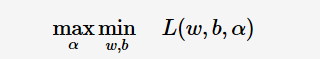 max min L(w, b, α)
α w,b